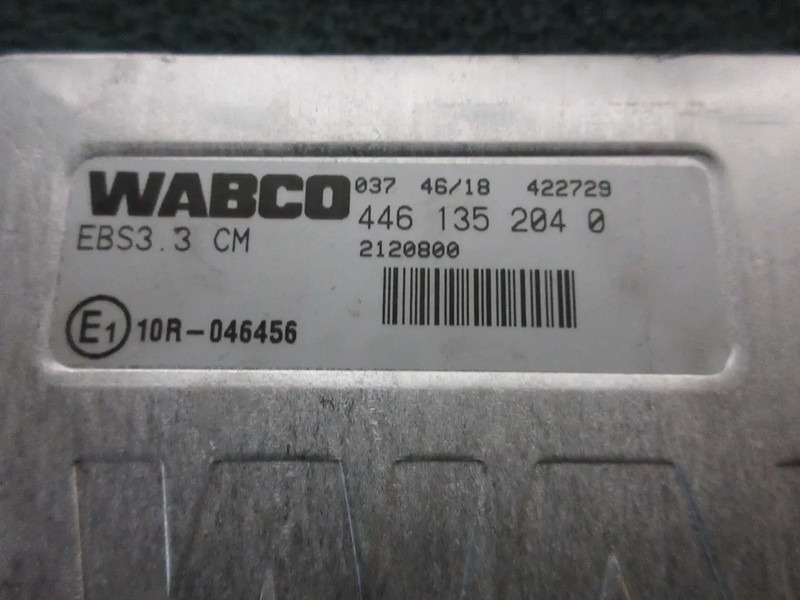 WABCO
037 46/18 422729
446 135 204 0
EBS3.3 CM
2120800
E1 10R-046456